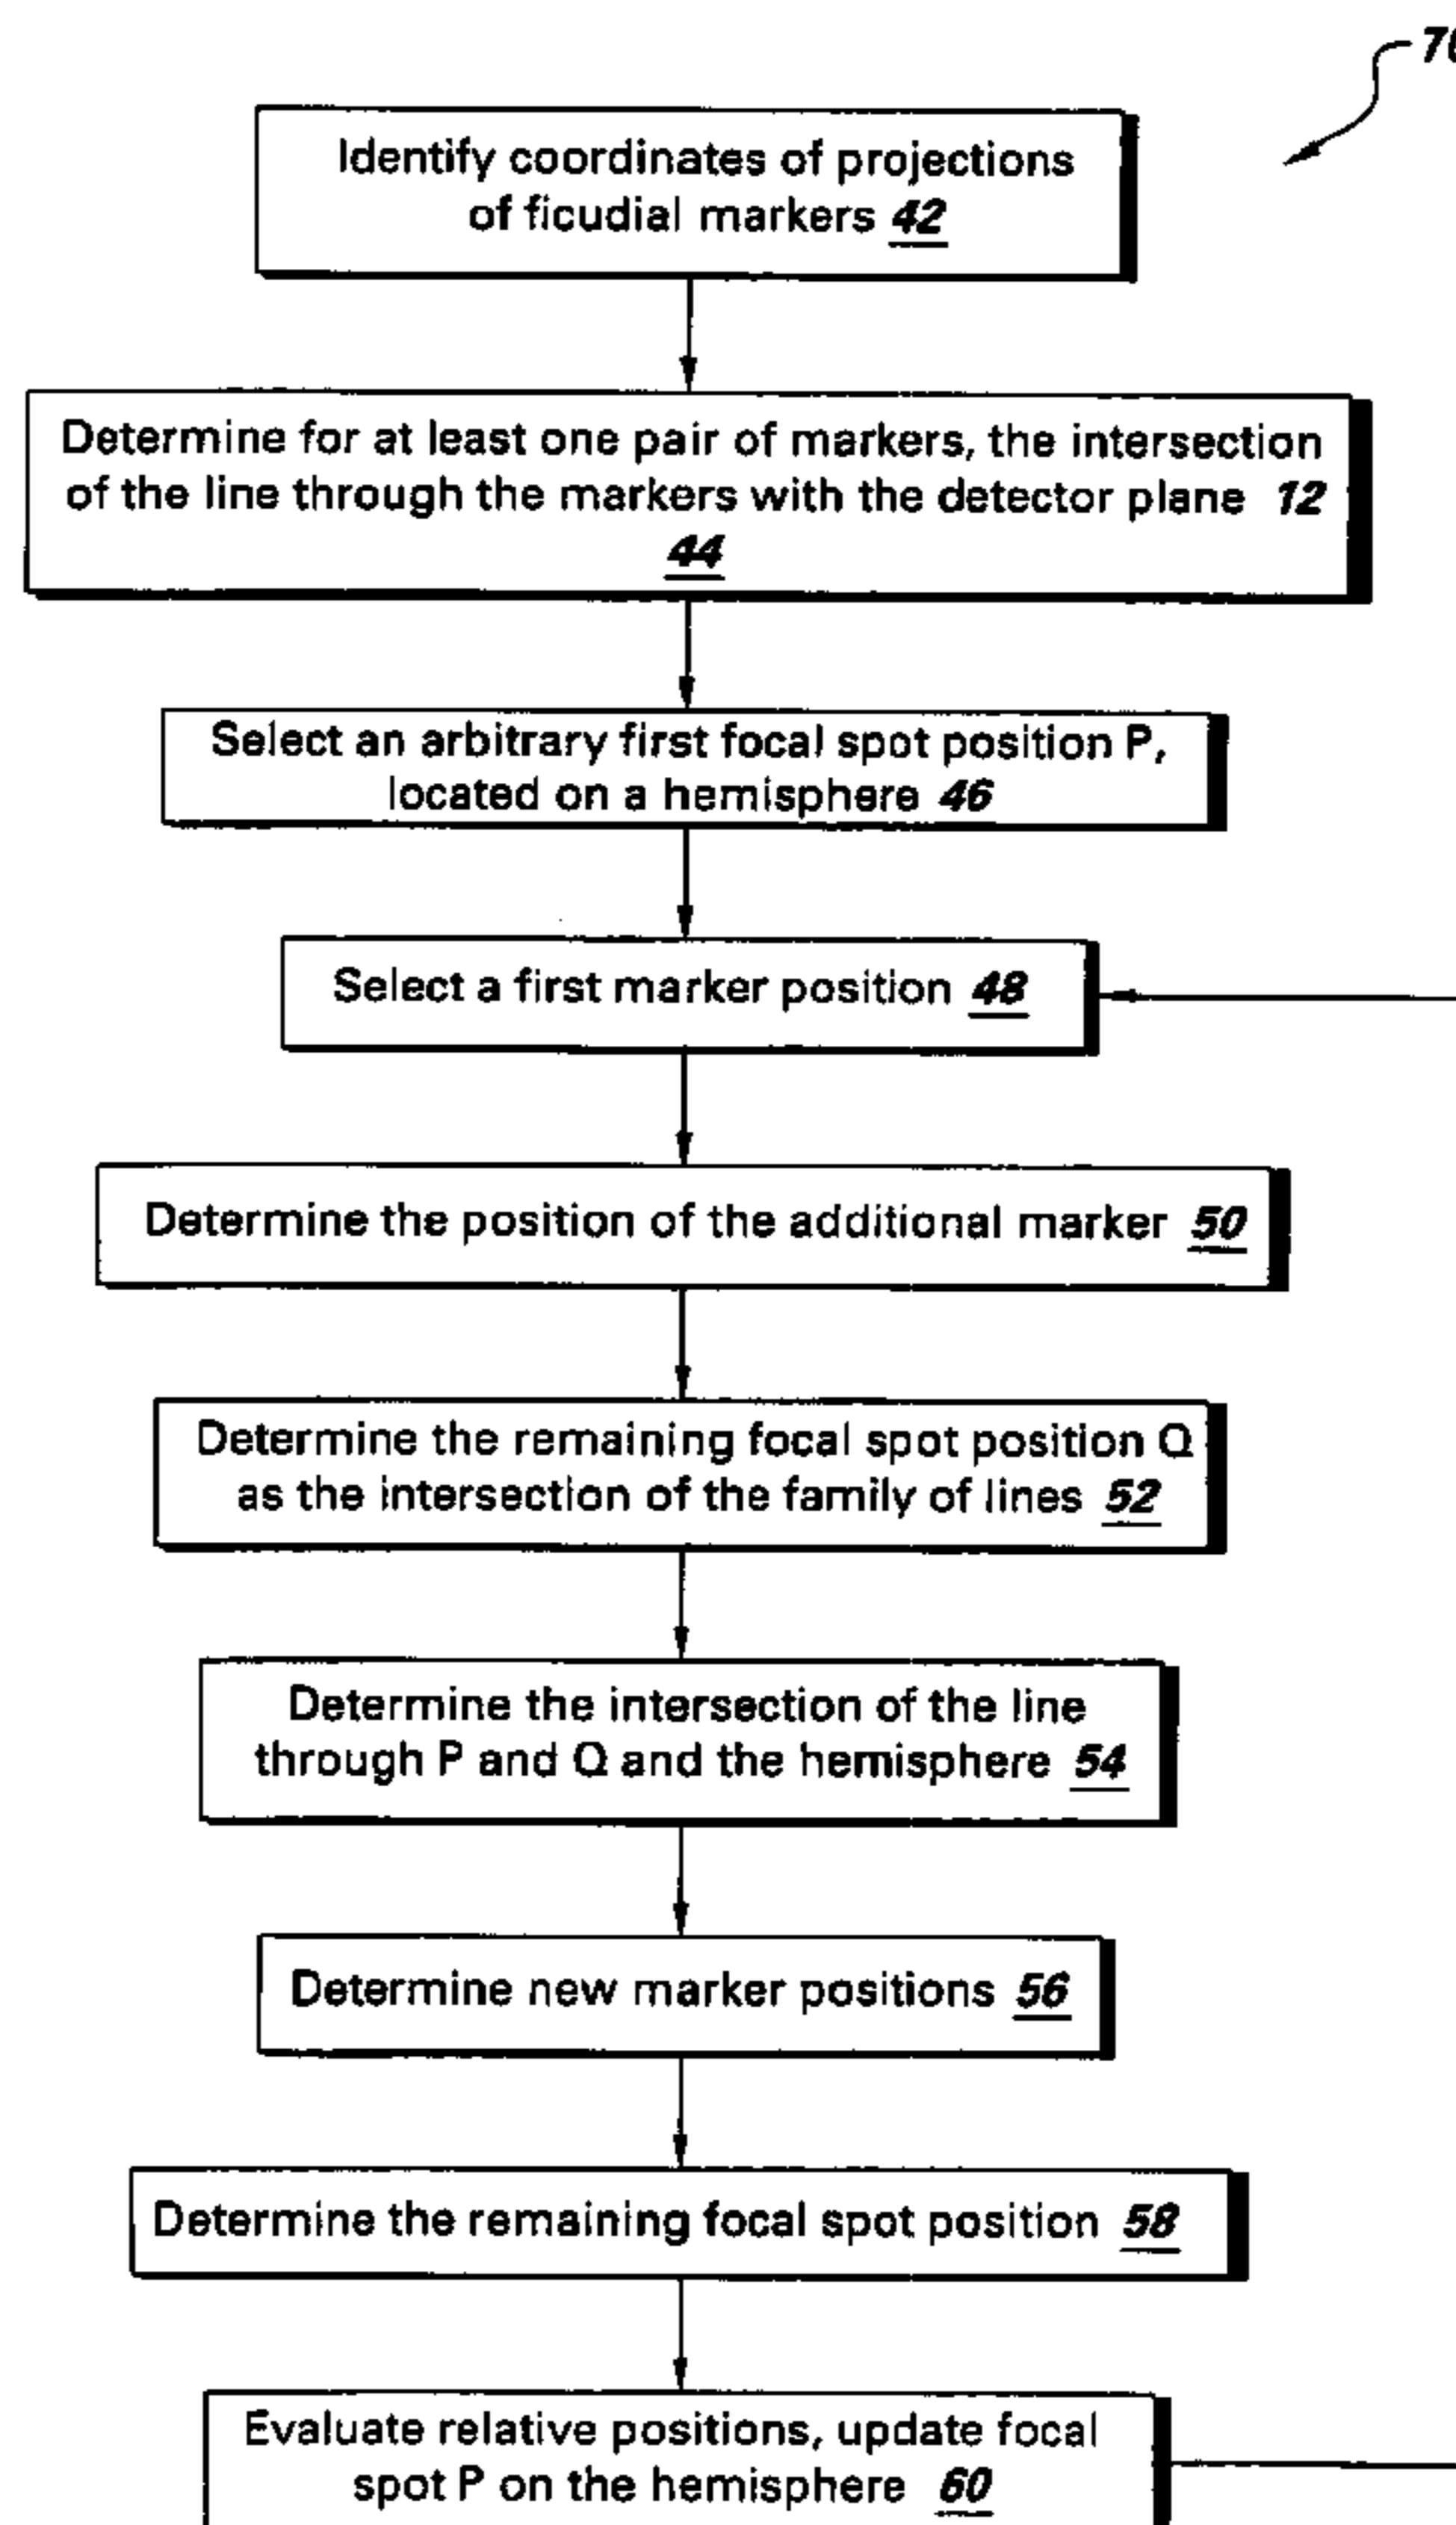 Identify coordinates of projections
of ficudial markers 42
Determine for at least one pair of markers, the intersection
of the line through the markers with the detector plane 12
44
Select an arbitrary first focal spot position P,
located on a hemisphere 46
Select a first marker position 48
Determine the position of the additional marker 50
Determine the remaining focal spot position Q
as the intersection of the family of lines 52
Determine the intersection of the line
through P and Q and the hemisphere 54
Determine new marker positions 56
Determine the remaining focal spot position 58
Evaluate relative positions, update focal
spot P on the hemisphere 60